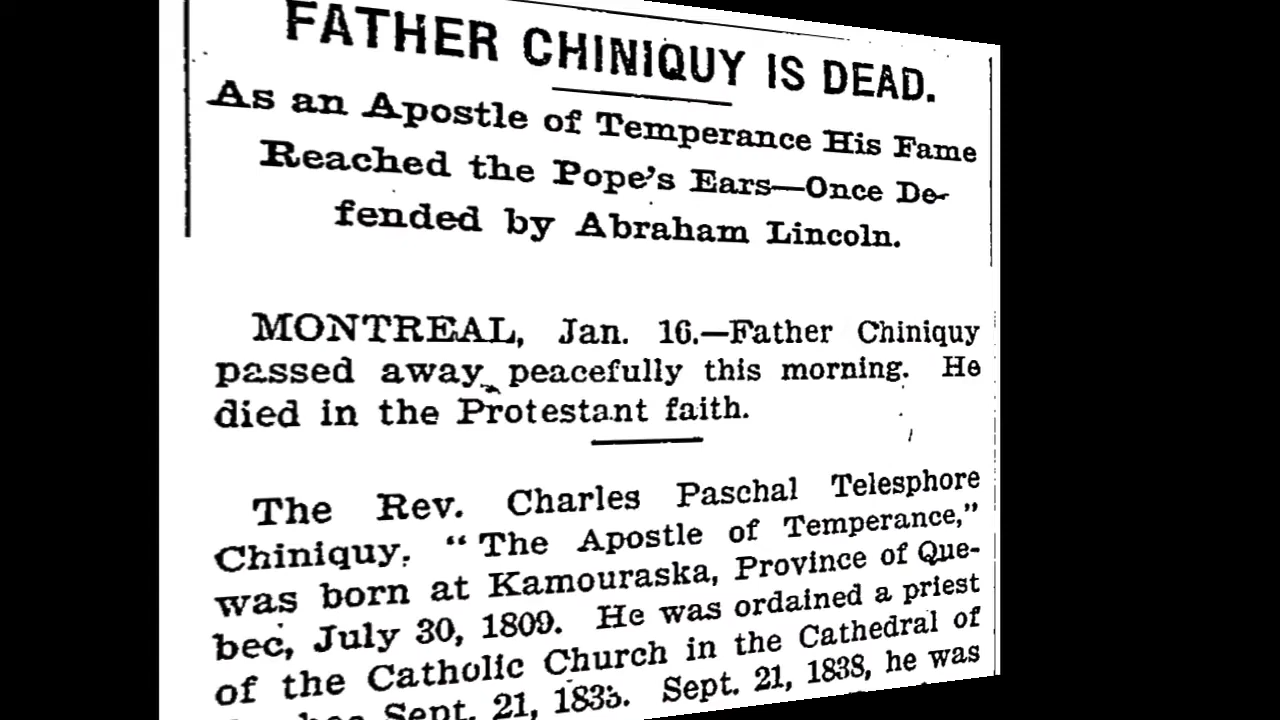 FATHER CHINIQUY IS DEAD.
As an Apostle of Temperance His Fame
Reached the Pope's Ears—Once De-
fended by Abraham Lincoln.
MONTREAL, Jan. 16.—Father Chiniquy
passed away peacefully this morning. He
died in the Protestant faith.
The Rev. Charles Paschal Telesphore
Chiniquy. "The Apostle of Temperance,"
was born at Kamouraska, Province of Que-
bec, July 30, 1809. He was ordained a priest
of the Catholic Church in the Cathedral of
Sept. 21, 1833. Sept. 21, 1838, he was